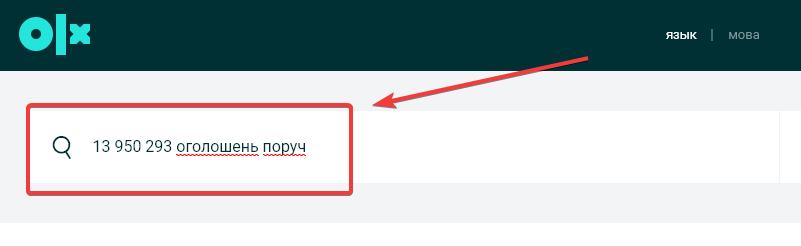 olx
язык | мова
13 950 293 оголошень поруч